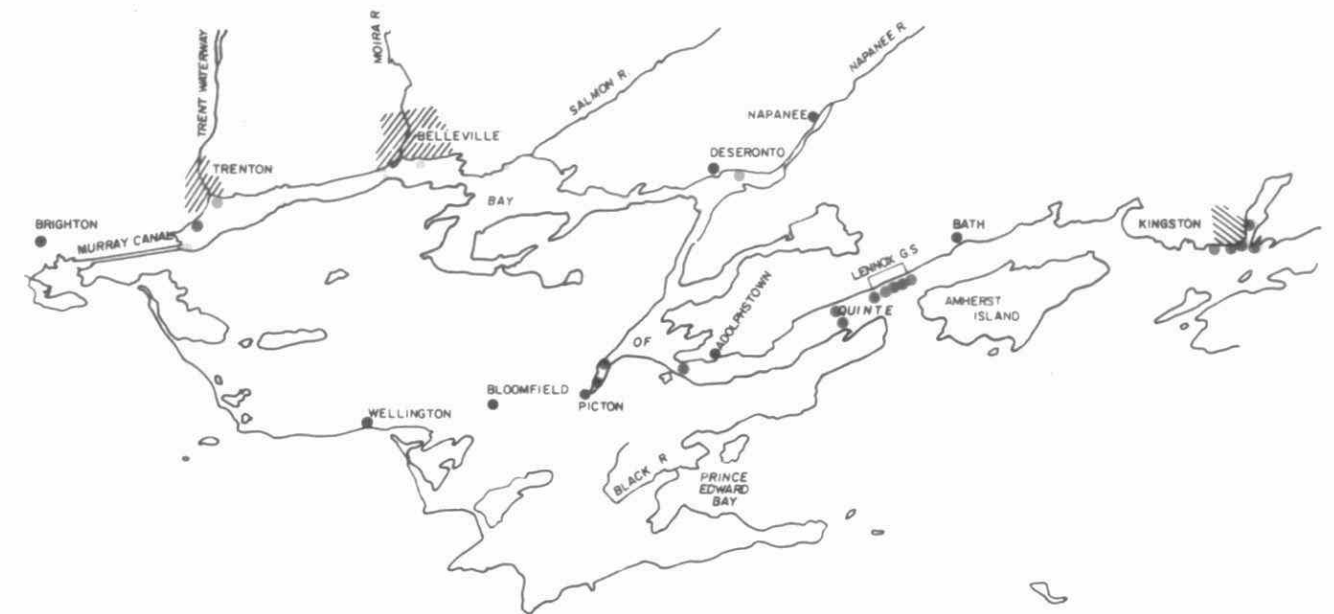 TRENT WATERWAY
MOIRA R
SALMON R.
NAPANEE R
NAPANEE
BELLEVILLE
DESERONTO
TRENTON
BAY
BRIGHTON
MURRAY CANAL
BATH
KINGSTON
LENNOX G.S
ADOLPHSTOWN
QUINTE
AMHERST
ISLAND
OF
BLOOMFIELD
PICTON
WELLINGTON
BLACK R
PRINCE
EDWARD
BAY